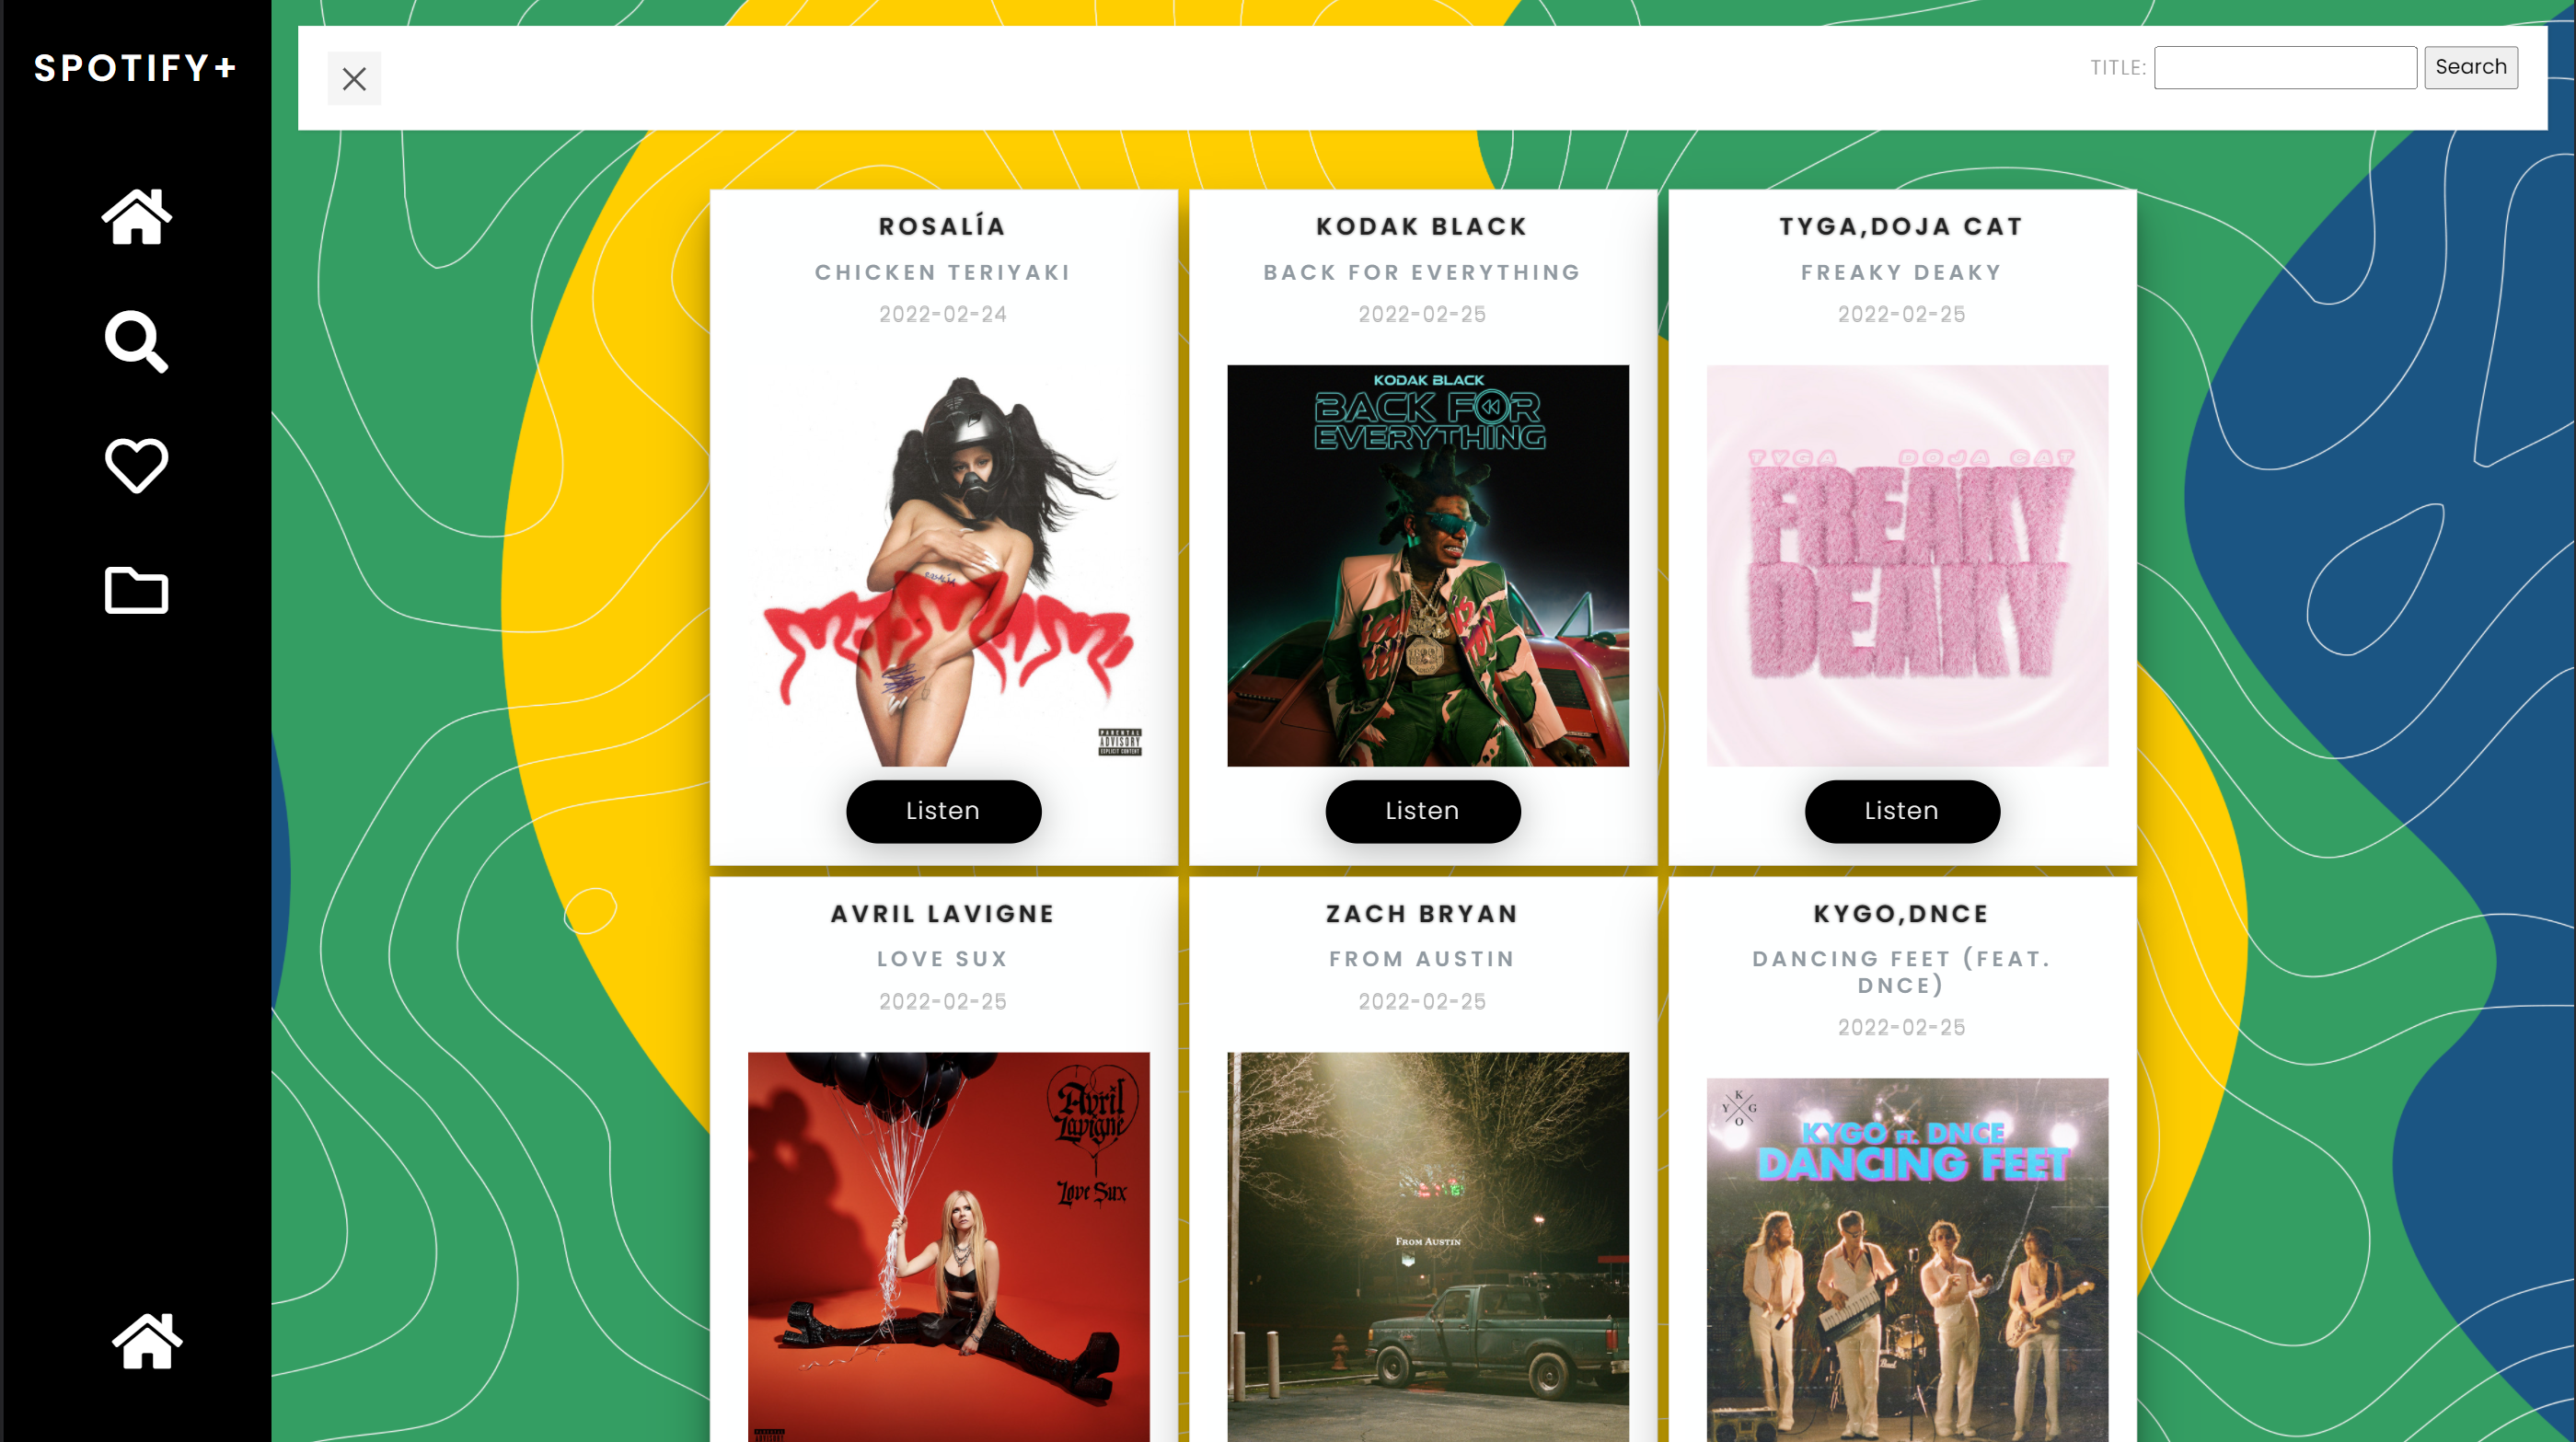 SPOTIFY+
TITLE:
Search
ROSALÍA
CHICKEN TERIYAKI
2022-02-24
ROSALÍA
MOTOMAMI
PARENTAL
ADVISORY
EXPLICIT CONTENT
Listen
KODAK BLACK
BACK FOR EVERYTHING
2022-02-25
KODAK BLACK
BACK FOR
EVERYTHING
Listen
TYGA,DOJA CAT
FREAKY DEAKY
2022-02-25
TYGA DOJA CAT
FREAKY
DEAKY
Listen
AVRIL LAVIGNE
LOVE SUX
2022-02-25
Avril
Lavigne
Love Sux
PARENTAL
ADVISORY
ZACH BRYAN
FROM AUSTIN
2022-02-25
FROM AUSTIN
KYGO,DNCE
DANCING FEET (FEAT.
DNCE)
2022-02-25
K
Y G
O
KYGO FT. DNCE
DANCING FEET